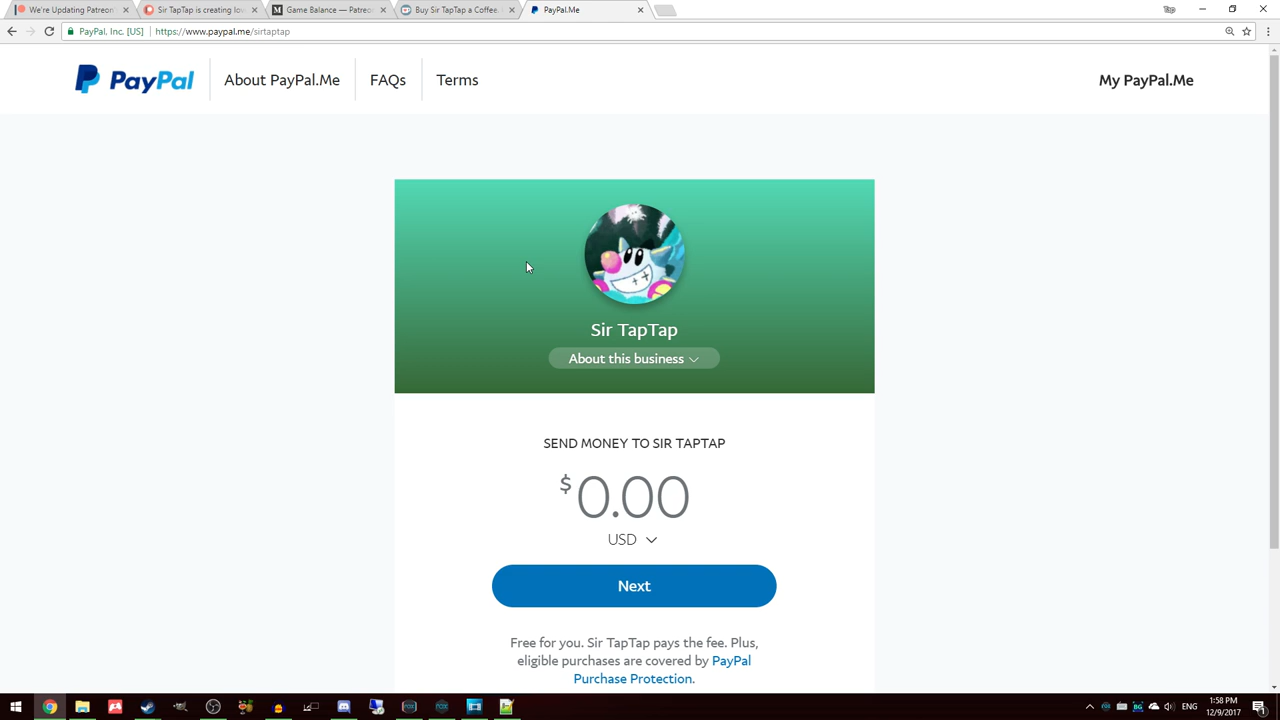 We're Updating Patreon
Sir TapTap is creating lov
Game Balance — Patreo
Buy Sir TapTap a Coffee.
PayPal.Me
Tap
PayPal, Inc. [US] https://www.paypal.me/sirtaptap
PayPal
About PayPal.Me
FAQs
Terms
My PayPal.Me
Sir TapTap
About this business
SEND MONEY TO SIR TAPTAP
$0.00
USD
Next
Free for you. Sir TapTap pays the fee. Plus,
eligible purchases are covered by PayPal
Purchase Protection.
ENG
1:58 PM
12/9/2017